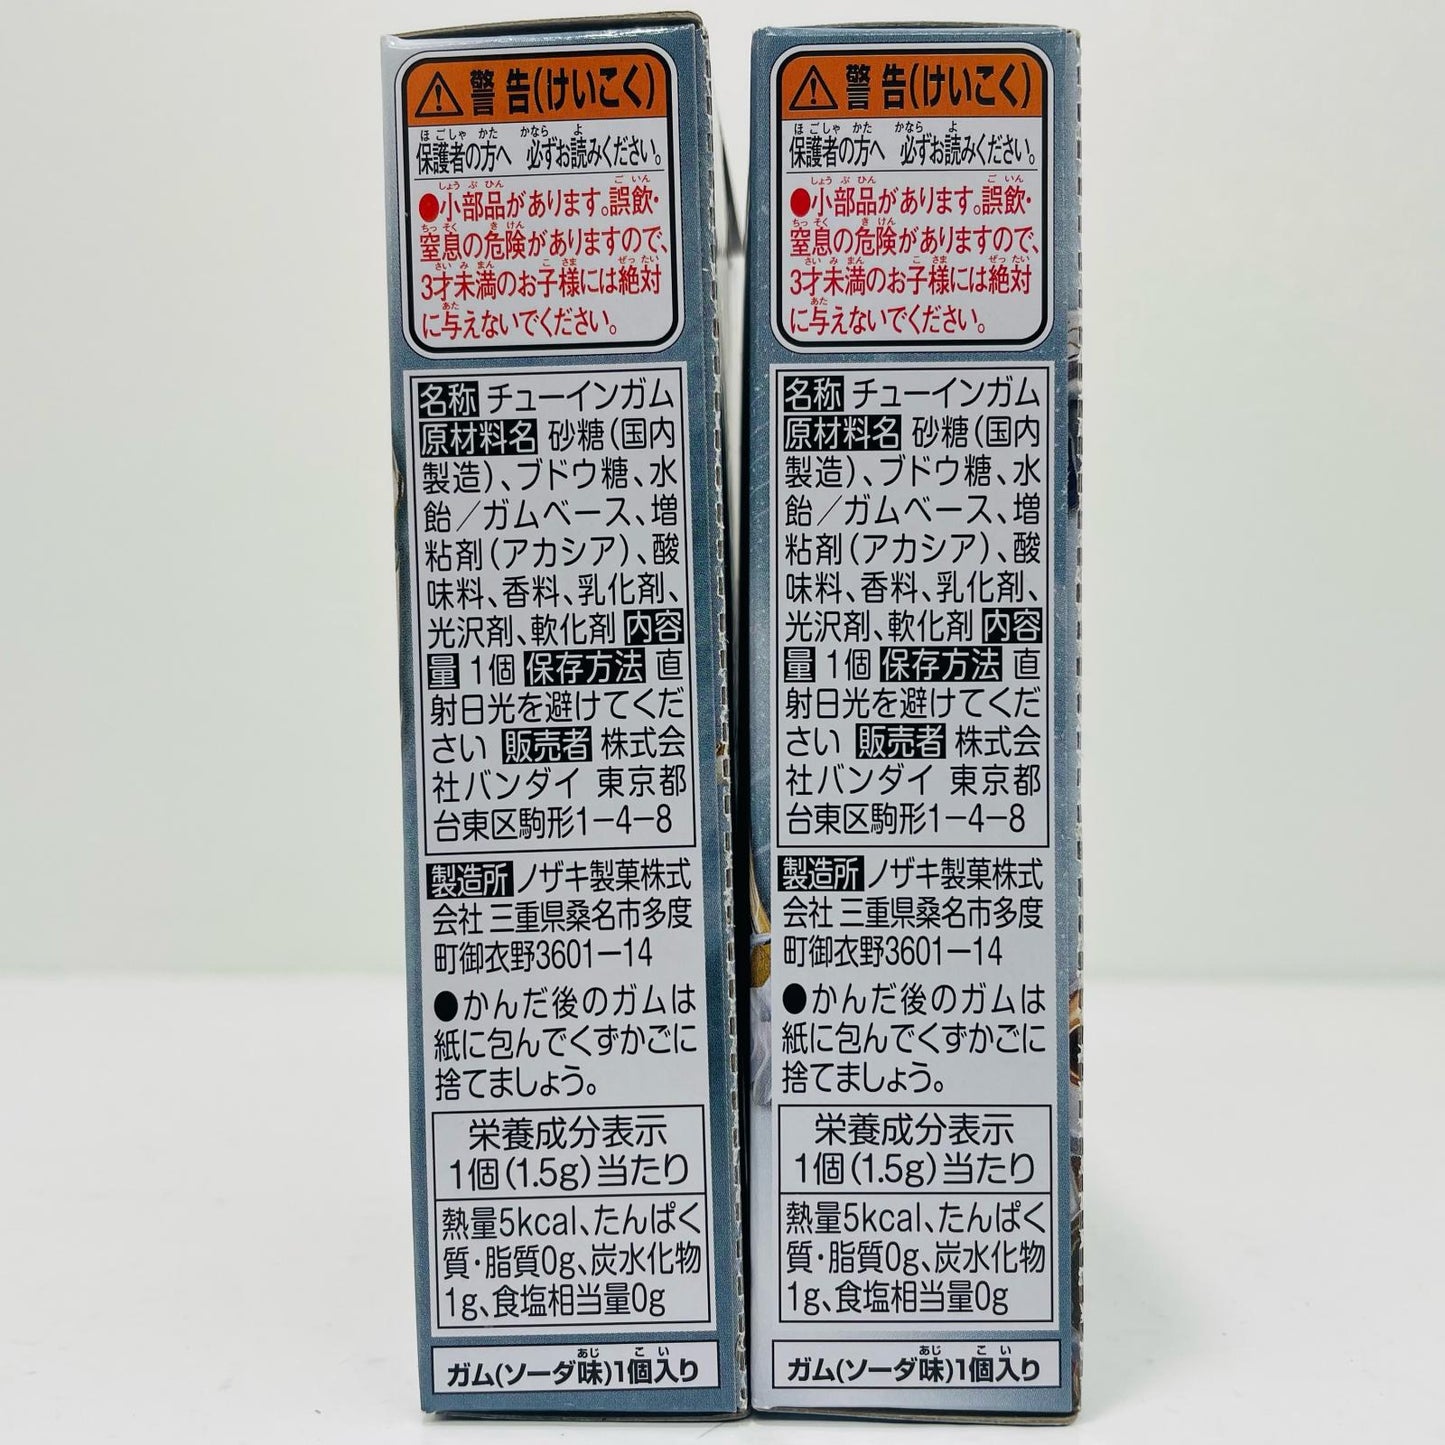 警告(けいこく)
ほごしゃ かた かなら よ
保護者の方へ 必ずお読みください。
しょうぶひん ごいん
●小部品があります。誤飲・
ちっそく きけん
窒息の危険がありますので、
さいみまん こさま ぜったい
3才未満のお子様には絶対
あた
に与えないでください。
名称 チューインガム
原材料名 砂糖(国内
製造)、ブドウ糖、水
飴/ガムベース、増
粘剤(アカシア)、酸
味料、香料、乳化剤、
光沢剤、軟化剤 内容
量 1個 保存方法 直
射日光を避けてくだ
さい 販売者 株式会
社バンダイ 東京都
台東区駒形1-4-8
製造所 ノザキ製菓株式
会社 三重県桑名市多度
町御衣野3601-14
●かんだ後のガムは
紙に包んでくずかごに
捨てましょう。
栄養成分表示
1個(1.5g)当たり
熱量5kcal、たんぱく
質・脂質0g、炭水化物
1g、食塩相当量0g
あじ こい
ガム(ソーダ味)1個入り
警告(けいこく)
ほごしゃ かた かなら よ
保護者の方へ 必ずお読みください。
しょうぶひん ごいん
●小部品があります。誤飲・
ちっそく きけん
窒息の危険がありますので、
さいみまん こさま ぜったい
3才未満のお子様には絶対
あた
に与えないでください。
名称 チューインガム
原材料名 砂糖(国内
製造)、ブドウ糖、水
飴/ガムベース、増
粘剤(アカシア)、酸
味料、香料、乳化剤、
光沢剤、軟化剤 内容
量 1個 保存方法 直
射日光を避けてくだ
さい 販売者 株式会
社バンダイ 東京都
台東区駒形1-4-8
製造所 ノザキ製菓株式
会社 三重県桑名市多度
町御衣野3601-14
●かんだ後のガムは
紙に包んでくずかごに
捨てましょう。
栄養成分表示
1個(1.5g)当たり
熱量5kcal、たんぱく
質・脂質0g、炭水化物
1g、食塩相当量0g
あじ こい
ガム(ソーダ味)1個入り